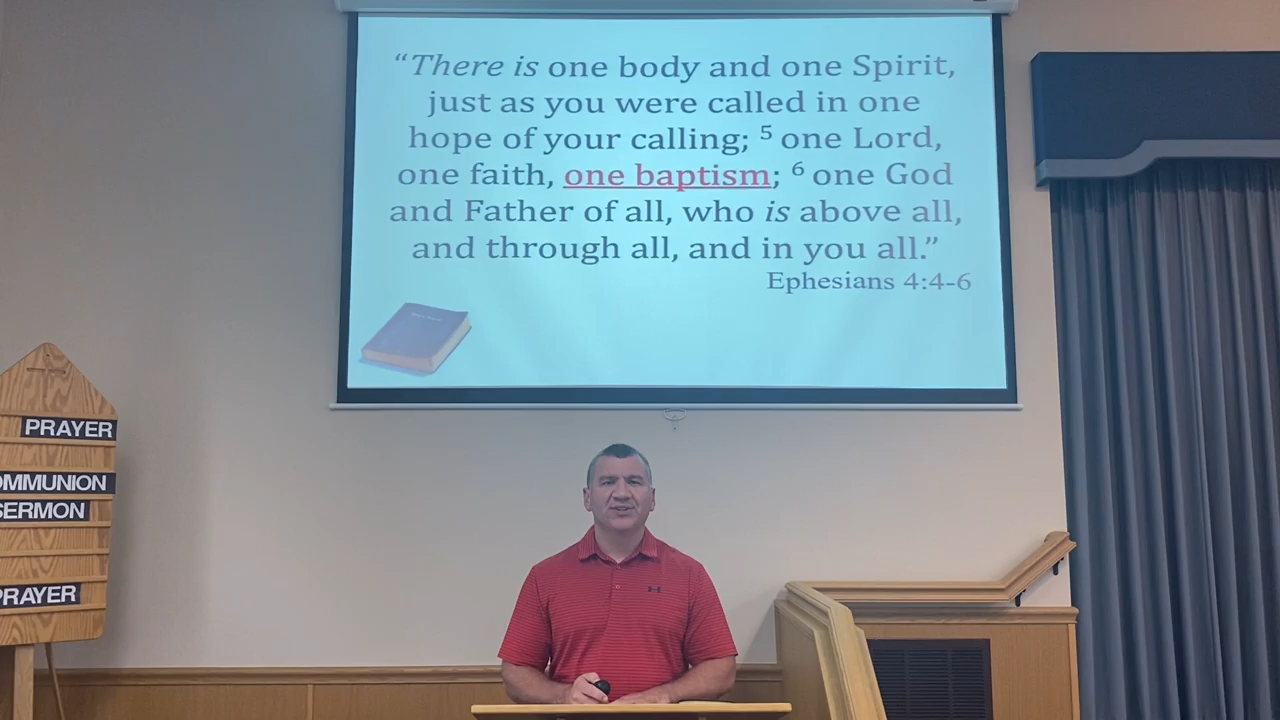 “There is one body and one Spirit,
just as you were called in one
hope of your calling; ⁵ one Lord,
one faith, one baptism; ⁶ one God
and Father of all, who is above all,
and through all, and in you all.”
Ephesians 4:4-6
PRAYER
OMMUNION
SERMON
PRAYER